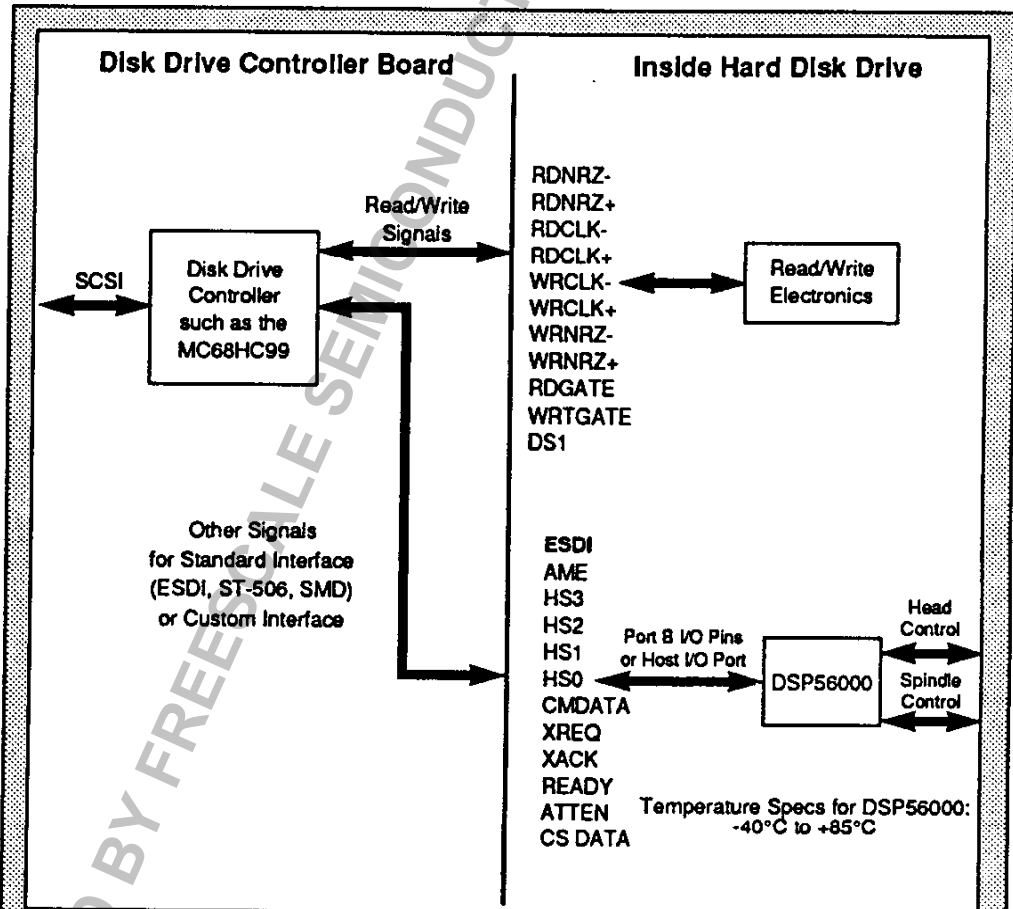 Disk Drive Controller Board
Inside Hard Disk Drive
SCSI
Disk Drive
Controller
such as the
MC68HC99
Read/Write
Signals
Other Signals
for Standard Interface
(ESDI, ST-506, SMD)
or Custom Interface
RDNRZ-
RDNRZ+
RDCLK-
RDCLK+
WRCLK-
WRCLK+
WRNRZ-
WRNRZ+
RDGATE
WRTGATE
DS1
Read/Write
Electronics
ESDI
AME
HS3
HS2
HS1
HS0
CMDATA
XREQ
XACK
READY
ATTEN
CS DATA
Port B I/O Pins
or Host I/O Port
DSP56000
Head
Control
Spindle
Control
Temperature Specs for DSP56000:
-40°C to +85°C
D BY FREESCALE SEMICONDUCT